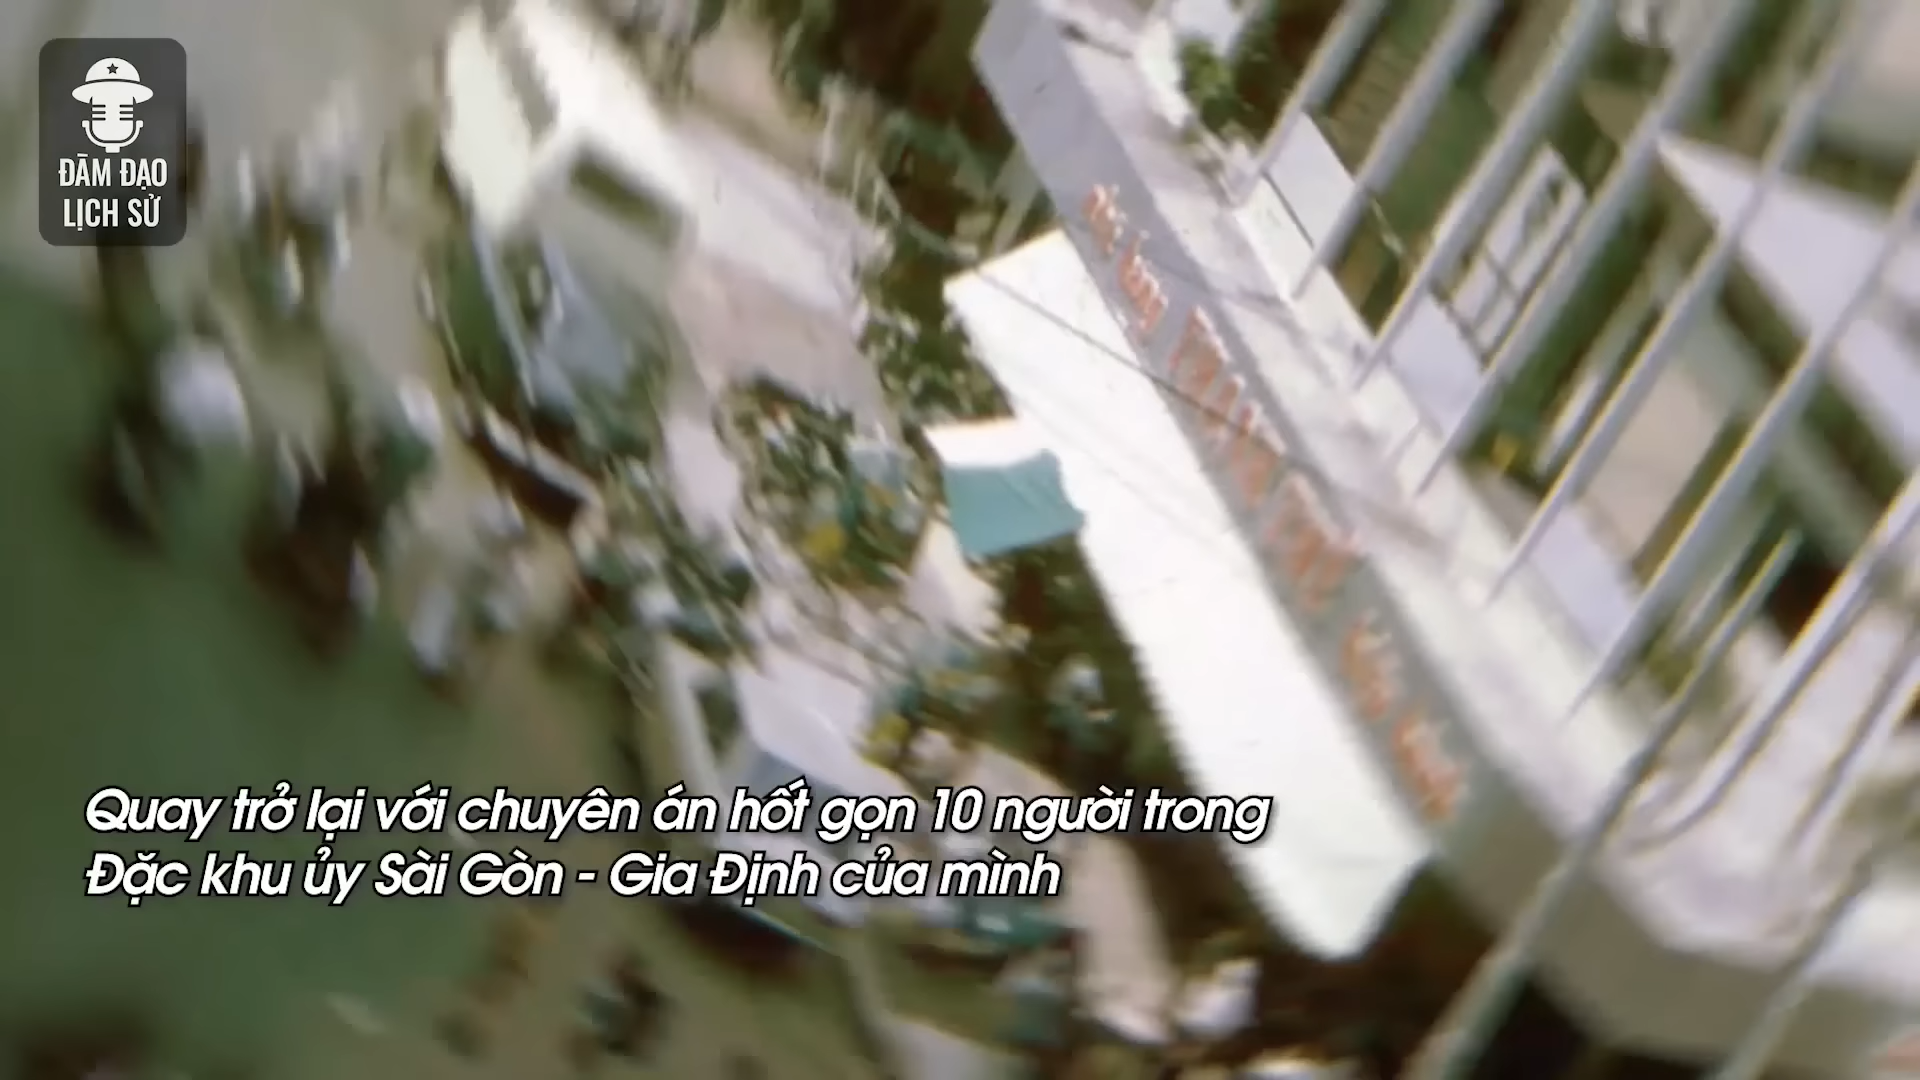 ĐÀM ĐẠO
LỊCH SỬ
Quay trở lại với chuyên án hốt gọn 10 người trong
Đặc khu ủy Sài Gòn - Gia Định của mình